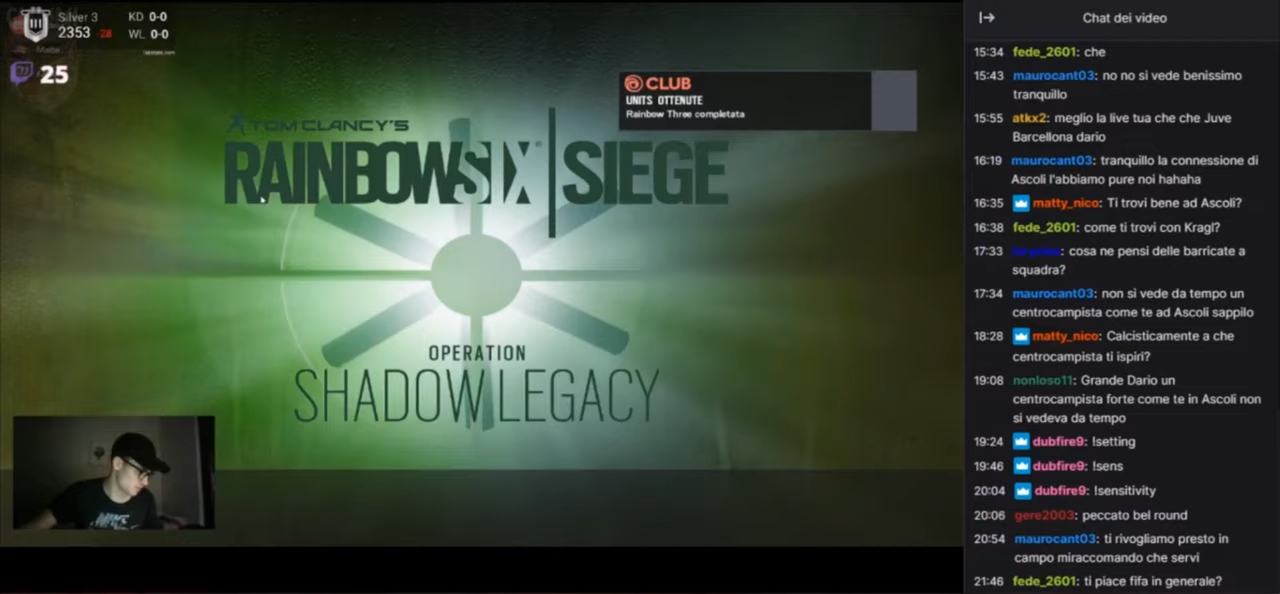 Silver 3
KD 0-0
2353 -28
WL 0-0
25
CLUB
UNITS OTTENUTE
Rainbow Three completata
TOM CLANCY'S
RAINBOWSIX | SIEGE
OPERATION
SHADOW LEGACY
Chat dei video
15:34 fede_2601: che
15:43 maurocant03: no no si vede benissimo
tranquillo
15:55 atkx2: meglio la live tua che che Juve
Barcellona dario
16:19 maurocant03: tranquillo la connessione di
Ascoli l'abbiamo pure noi hahaha
16:35 matty_nico: Ti trovi bene ad Ascoli?
16:38 fede_2601: come ti trovi con Kragl?
17:33 : cosa ne pensi delle barricate a
squadra?
17:34 maurocant03: non si vede da tempo un
centrocampista come te ad Ascoli sappilo
18:28 matty_nico: Calcisticamente a che
centrocampista ti ispiri?
19:08 nonloso11: Grande Dario un
centrocampista forte come te in Ascoli non
si vedeva da tempo
19:24 dubfire9: !setting
19:46 dubfire9: !sens
20:04 dubfire9: !sensitivity
20:06 gere2003: peccato bel round
20:54 maurocant03: ti rivogliamo presto in
campo miraccomando che servi
21:46 fede_2601: ti piace fifa in generale?